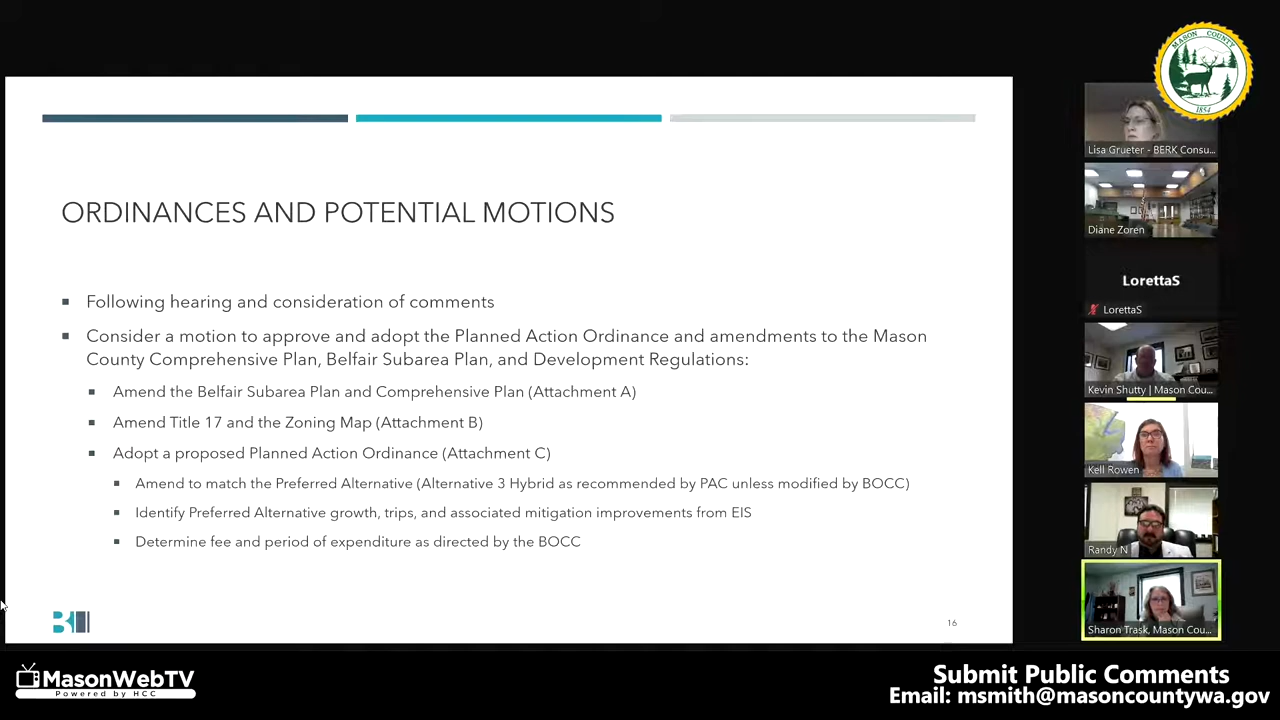 MASON COUNTY
1854
ORDINANCES AND POTENTIAL MOTIONS
Following hearing and consideration of comments
Consider a motion to approve and adopt the Planned Action Ordinance and amendments to the Mason
County Comprehensive Plan, Belfair Subarea Plan, and Development Regulations:
Amend the Belfair Subarea Plan and Comprehensive Plan (Attachment A)
Amend Title 17 and the Zoning Map (Attachment B)
Adopt a proposed Planned Action Ordinance (Attachment C)
Amend to match the Preferred Alternative (Alternative 3 Hybrid as recommended by PAC unless modified by BOCC)
Identify Preferred Alternative growth, trips, and associated mitigation improvements from EIS
Determine fee and period of expenditure as directed by the BOCC
16
Lisa Grueter - BERK Consu...
Diane Zoren
LorettaS
LorettaS
Kevin Shutty | Mason Cou...
Kell Rowen
Randy N
Sharon Trask, Mason Cou...
MasonWebTV
Powered by HCC
Submit Public Comments
Email: msmith@masoncountywa.gov